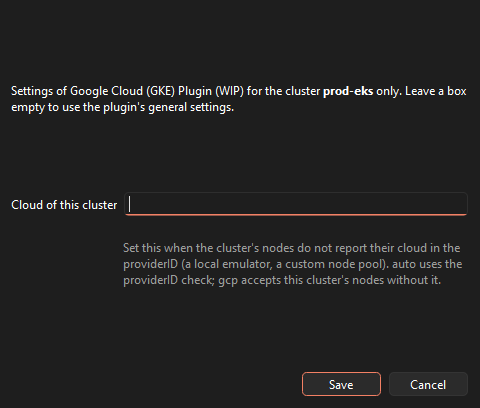 Settings of Google Cloud (GKE) Plugin (WIP) for the cluster prod-eks only. Leave a box
empty to use the plugin's general settings.
Cloud of this cluster
Set this when the cluster's nodes do not report their cloud in the
providerID (a local emulator, a custom node pool). auto uses the
providerID check; gcp accepts this cluster's nodes without it.
Save
Cancel